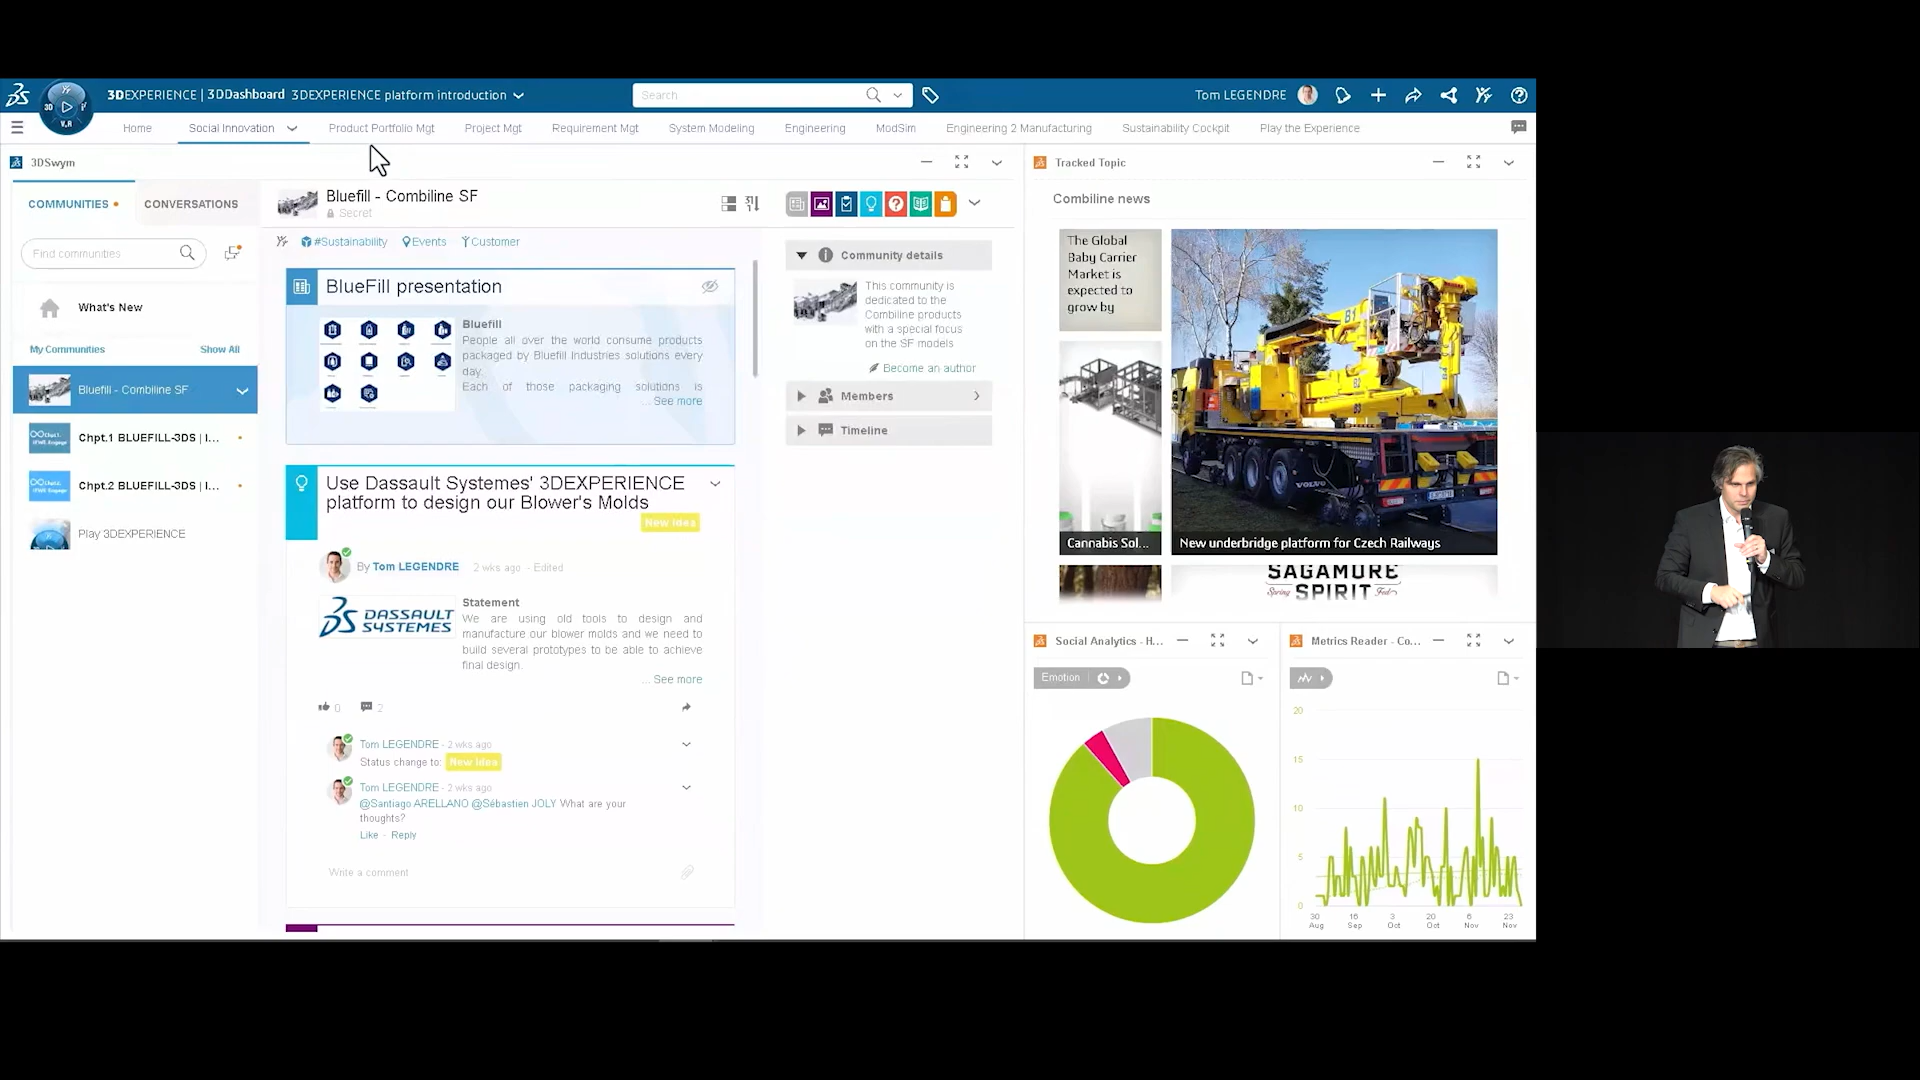 3DEXPERIENCE | 3DDashboard 3DEXPERIENCE platform introduction
Search
Tom LEGENDRE
3D
V.R
Home
Social Innovation
Product Portfolio Mgt
Project Mgt
Requirement Mgt
System Modeling
Engineering
ModSim
Engineering 2 Manufacturing
Sustainability Cockpit
Play the Experience
3DSwym
COMMUNITIES
CONVERSATIONS
Find communities
What's New
My Communities
Show All
Bluefill - Combiline SF
Chpt.1 BLUEFILL-3DS | I...
Chpt.2 BLUEFILL-3DS | I...
Play 3DEXPERIENCE
Bluefill - Combiline SF
Secret
#Sustainability
Events
Customer
BlueFill presentation
Bluefill
People all over the world consume products
packaged by Bluefill Industries solutions every
day.
Each of those packaging solutions is
... See more
Use Dassault Systemes' 3DEXPERIENCE
platform to design our Blower's Molds
New Idea
By Tom LEGENDRE 2 wks ago - Edited
DASSAULT
SYSTEMES
Statement
We are using old tools to design and
manufacture our blower molds and we need to
build several prototypes to be able to achieve
final design.
... See more
0
2
Tom LEGENDRE - 2 wks ago
Status change to: New Idea
Tom LEGENDRE - 2 wks ago
@Santiago ARELLANO @Sébastien JOLY What are your
thoughts?
Like - Reply
Write a comment
Community details
This community is
dedicated to the
Combiline products
with a special focus
on the SF models
Become an author
Members
Timeline
Tracked Topic
Combiline news
The Global
Baby Carrier
Market is
expected to
grow by
Cannabis Sol...
B1
B2
VOLVO
New underbridge platform for Czech Railways
SAGAMORE
Spring SPIRIT Fed
Social Analytics - H...
Emotion
Metrics Reader - Co...
20
15
10
5
0
30 Aug
16 Sep
3 Oct
20 Oct
6 Nov
23 Nov